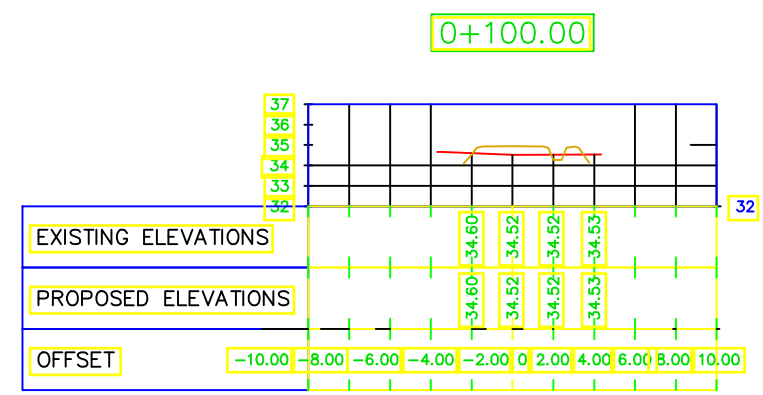 0+100.00
37
36
35
34
33
32
32
EXISTING ELEVATIONS 34.60 34.52 34.52 34.53
PROPOSED ELEVATIONS 34.60 34.52 34.52 34.53
OFFSET -10.00 -8.00 -6.00 -4.00 -2.00 0 2.00 4.00 6.00 8.00 10.00